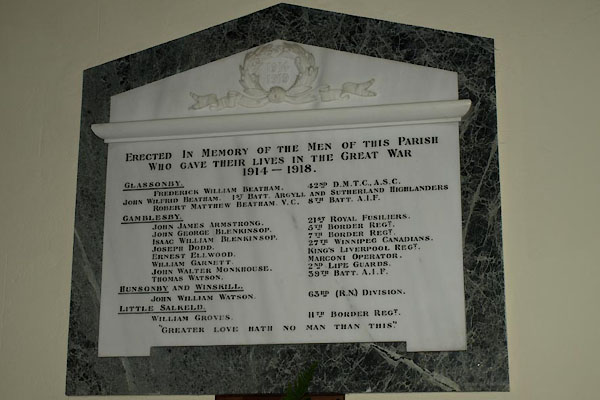 1914
1919
ERECTED IN MEMORY OF THE MEN OF THIS PARISH
WHO GAVE THEIR LIVES IN THE GREAT WAR
1914 — 1918.
GLASSONBY.
FREDERICK WILLIAM BEATHAM. 42ND D.M.T.C., A.S.C.
JOHN WILFRID BEATHAM. 1ST BATT. ARGYLL AND SUTHERLAND HIGHLANDERS
ROBERT MATTHEW BEATHAM. V.C. 8TH BATT. A.I.F.
GAMBLESBY.
JOHN JAMES ARMSTRONG. 21ST ROYAL FUSILIERS.
JOHN GEORGE BLENKINSOP. 5TH BORDER REGT.
ISAAC WILLIAM BLENKINSOP. 7TH BORDER REGT.
JOSEPH DODD. 27TH WINNIPEG CANADIANS.
ERNEST ELLWOOD. KING'S LIVERPOOL REGT.
WILLIAM GARNETT. MARCONI OPERATOR.
JOHN WALTER MONKHOUSE. 2ND LIFE GUARDS.
THOMAS WATSON. 39TH BATT. A.I.F.
HUNSONBY AND WINSKILL.
JOHN WILLIAM WATSON. 63RD (R.N) DIVISION.
LITTLE SALKELD.
WILLIAM GROVES. 11TH BORDER REGT.
"GREATER LOVE HATH NO MAN THAN THIS."